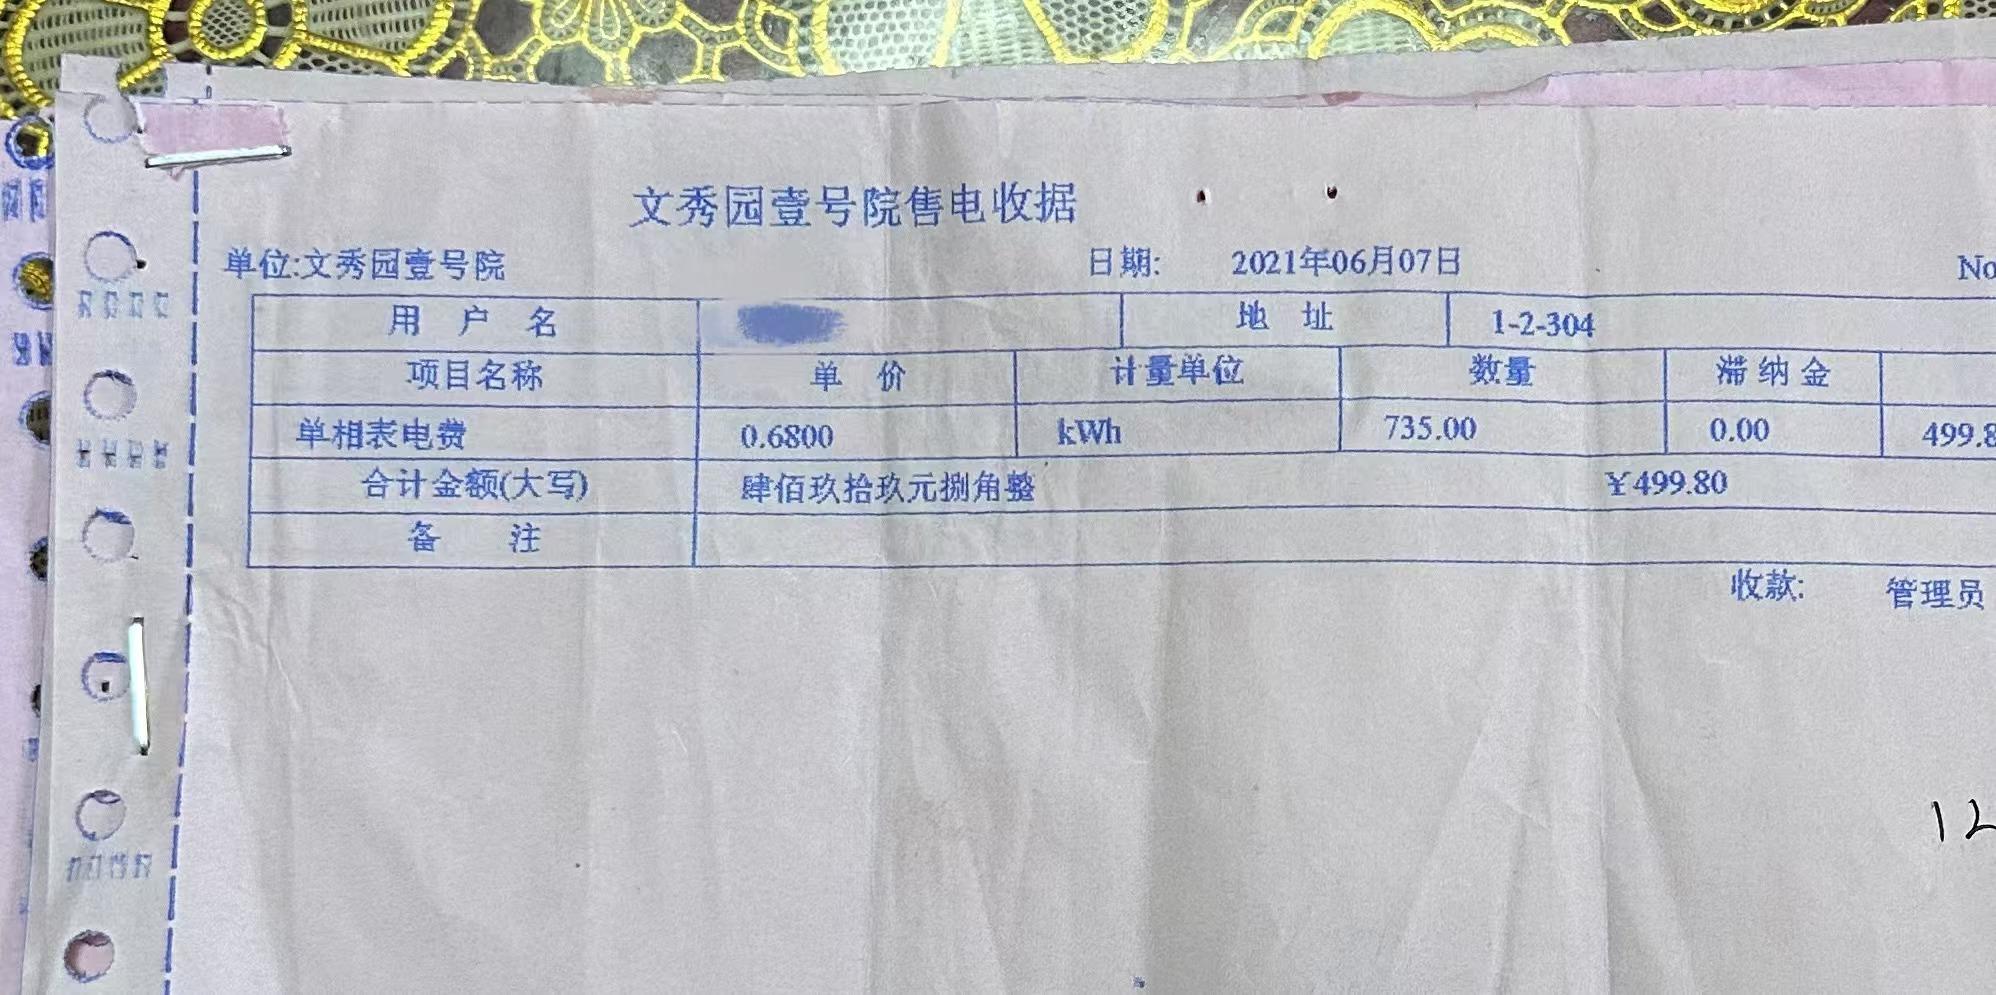 文秀园壹号院售电收据
单位:文秀园壹号院 日期: 2021年06月07日 No
用 户 名 地 址 1-2-304
项目名称 单 价 计量单位 数量 滞纳金
单相表电费 0.6800 kWh 735.00 0.00 499.8
合计金额(大写) 肆佰玖拾玖元捌角整 ￥499.80
备 注
收款: 管理员
12